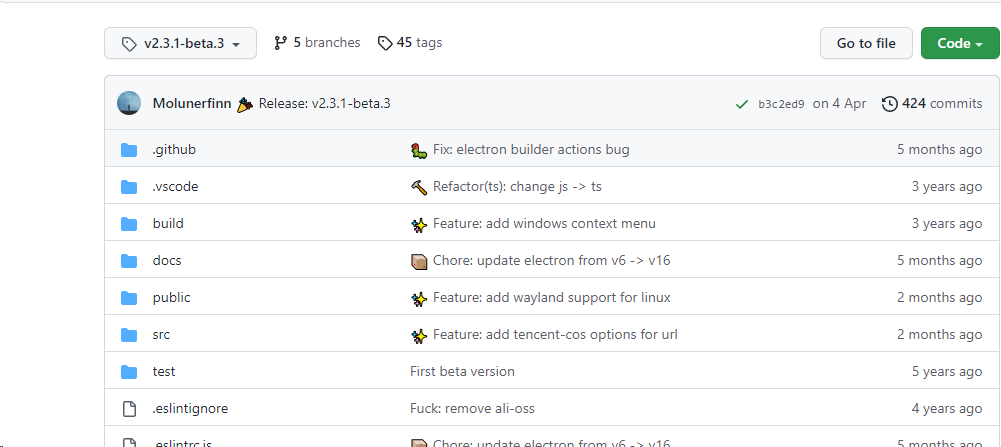 v2.3.1-beta.3 5 branches 45 tags Go to file Code
Molunerfinn Release: v2.3.1-beta.3 b3c2ed9 on 4 Apr 424 commits
.github Fix: electron builder actions bug 5 months ago
.vscode Refactor(ts): change js -> ts 3 years ago
build Feature: add windows context menu 3 years ago
docs Chore: update electron from v6 -> v16 5 months ago
public Feature: add wayland support for linux 2 months ago
src Feature: add tencent-cos options for url 2 months ago
test First beta version 5 years ago
.eslintignore Fuck: remove ali-oss 4 years ago
.eslintrc.js Chore: update electron from v6 -> v16 5 months ago